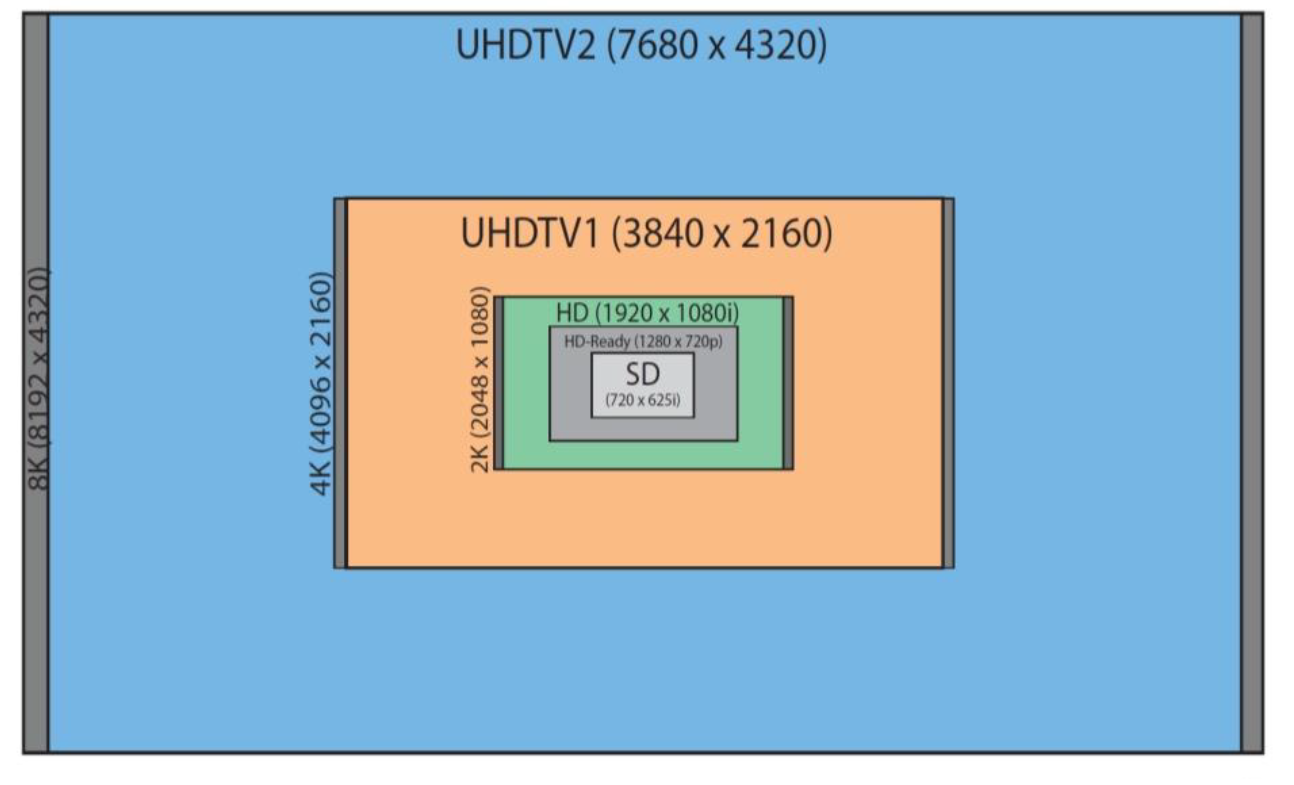 UHDTV2 (7680 x 4320)
UHDTV1 (3840 x 2160)
8K (8192 x 4320)
4K (4096 x 2160)
2K (2048 x 1080)
HD (1920 x 1080i)
HD-Ready (1280 x 720p)
SD
(720 x 625i)